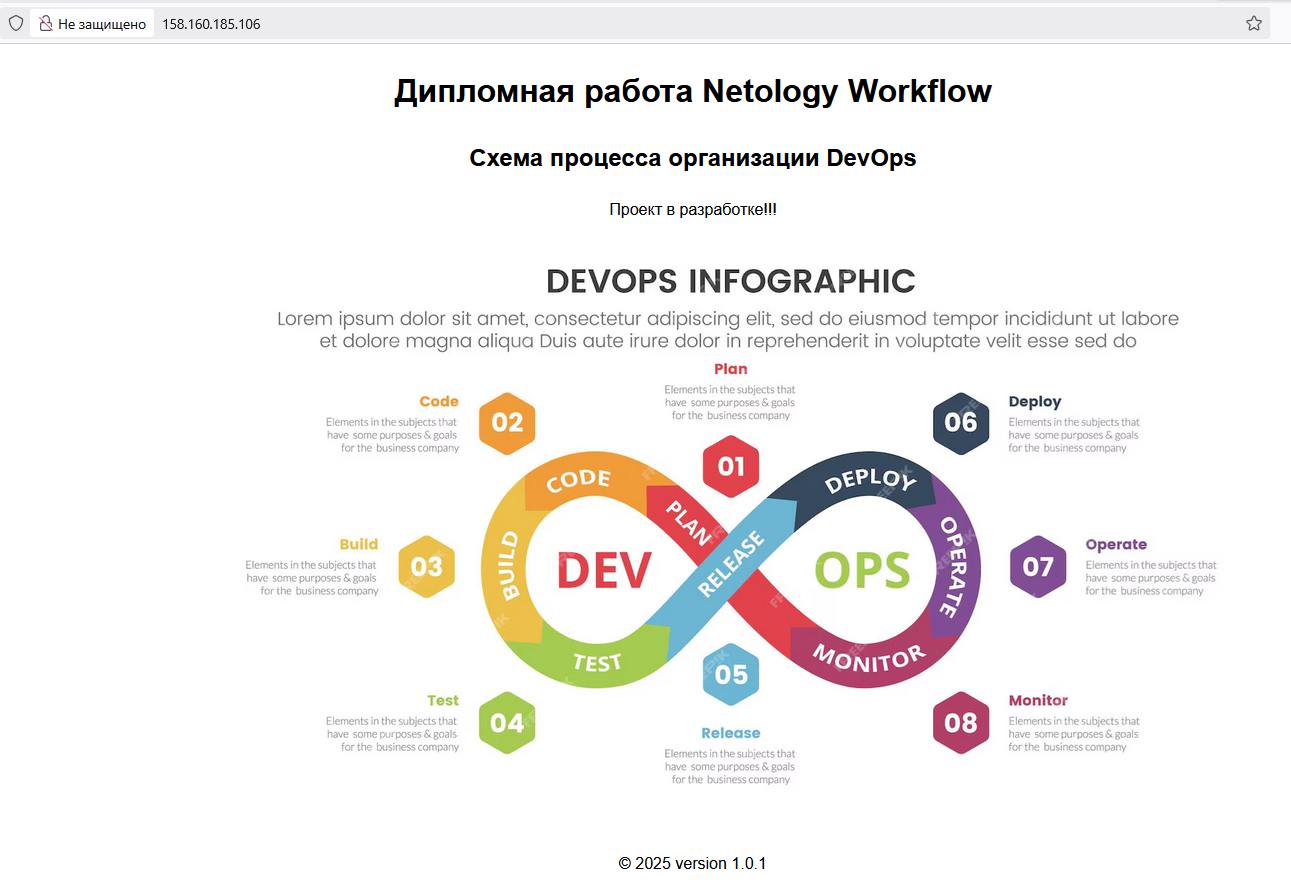 Не защищено 158.160.185.106
Дипломная работа Netology Workflow
Схема процесса организации DevOps
Проект в разработке!!!
DEVOPS INFOGRAPHIC
Lorem ipsum dolor sit amet, consectetur adipiscing elit, sed do eiusmod tempor incididunt ut labore
et dolore magna aliqua Duis aute irure dolor in reprehenderit in voluptate velit esse sed do
Plan
Elements in the subjects that
have some purposes & goals
for the business company
01
Code
Elements in the subjects that
have some purposes & goals
for the business company
02
Build
Elements in the subjects that
have some purposes & goals
for the business company
03
Test
Elements in the subjects that
have some purposes & goals
for the business company
04
05
Release
Elements in the subjects that
have some purposes & goals
for the business company
06
Deploy
Elements in the subjects that
have some purposes & goals
for the business company
07
Operate
Elements in the subjects that
have some purposes & goals
for the business company
08
Monitor
Elements in the subjects that
have some purposes & goals
for the business company
CODE
PLAN
BUILD
DEV
TEST
RELEASE
DEPLOY
OPS
OPERATE
MONITOR
© 2025 version 1.0.1